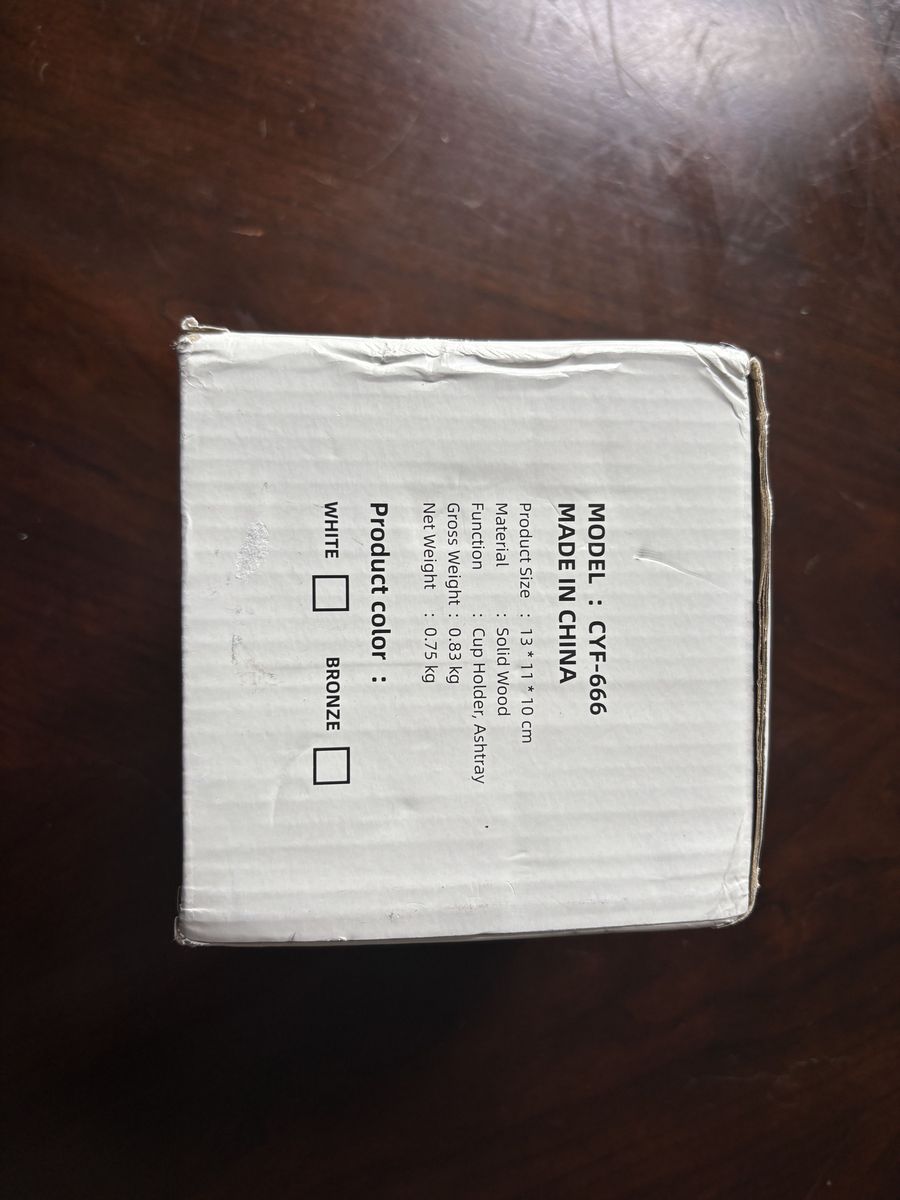 MODEL : CYF-666
MADE IN CHINA
Product Size : 13 * 11 * 10 cm
Material : Solid Wood
Function : Cup Holder, Ashtray
Gross Weight : 0.83 kg
Net Weight : 0.75 kg
Product color :
WHITE □ BRONZE □